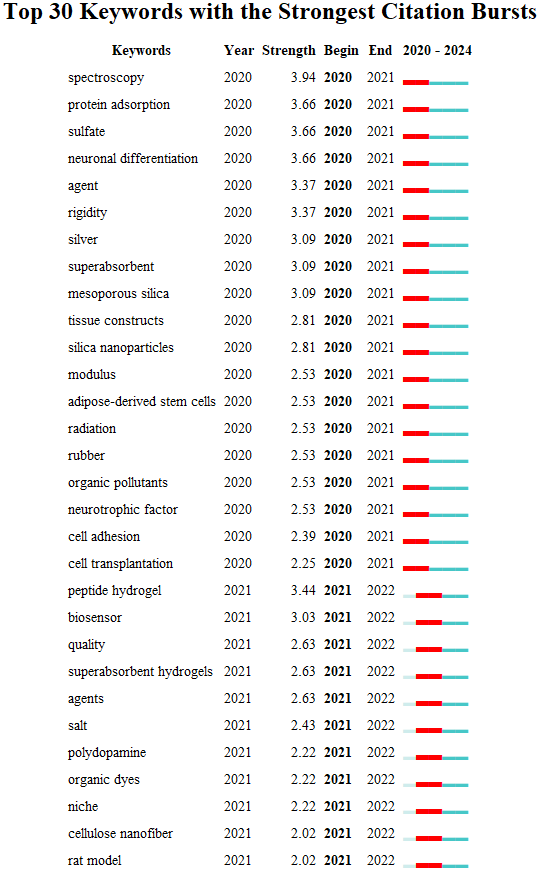 Top 30 Keywords with the Strongest Citation Bursts
Keywords Year Strength Begin End 2020 - 2024
spectroscopy 2020 3.94 2020 2021
protein adsorption 2020 3.66 2020 2021
sulfate 2020 3.66 2020 2021
neuronal differentiation 2020 3.66 2020 2021
agent 2020 3.37 2020 2021
rigidity 2020 3.37 2020 2021
silver 2020 3.09 2020 2021
superabsorbent 2020 3.09 2020 2021
mesoporous silica 2020 3.09 2020 2021
tissue constructs 2020 2.81 2020 2021
silica nanoparticles 2020 2.81 2020 2021
modulus 2020 2.53 2020 2021
adipose-derived stem cells 2020 2.53 2020 2021
radiation 2020 2.53 2020 2021
rubber 2020 2.53 2020 2021
organic pollutants 2020 2.53 2020 2021
neurotrophic factor 2020 2.53 2020 2021
cell adhesion 2020 2.39 2020 2021
cell transplantation 2020 2.25 2020 2021
peptide hydrogel 2021 3.44 2021 2022
biosensor 2021 3.03 2021 2022
quality 2021 2.63 2021 2022
superabsorbent hydrogels 2021 2.63 2021 2022
agents 2021 2.63 2021 2022
salt 2021 2.43 2021 2022
polydopamine 2021 2.22 2021 2022
organic dyes 2021 2.22 2021 2022
niche 2021 2.22 2021 2022
cellulose nanofiber 2021 2.02 2021 2022
rat model 2021 2.02 2021 2022